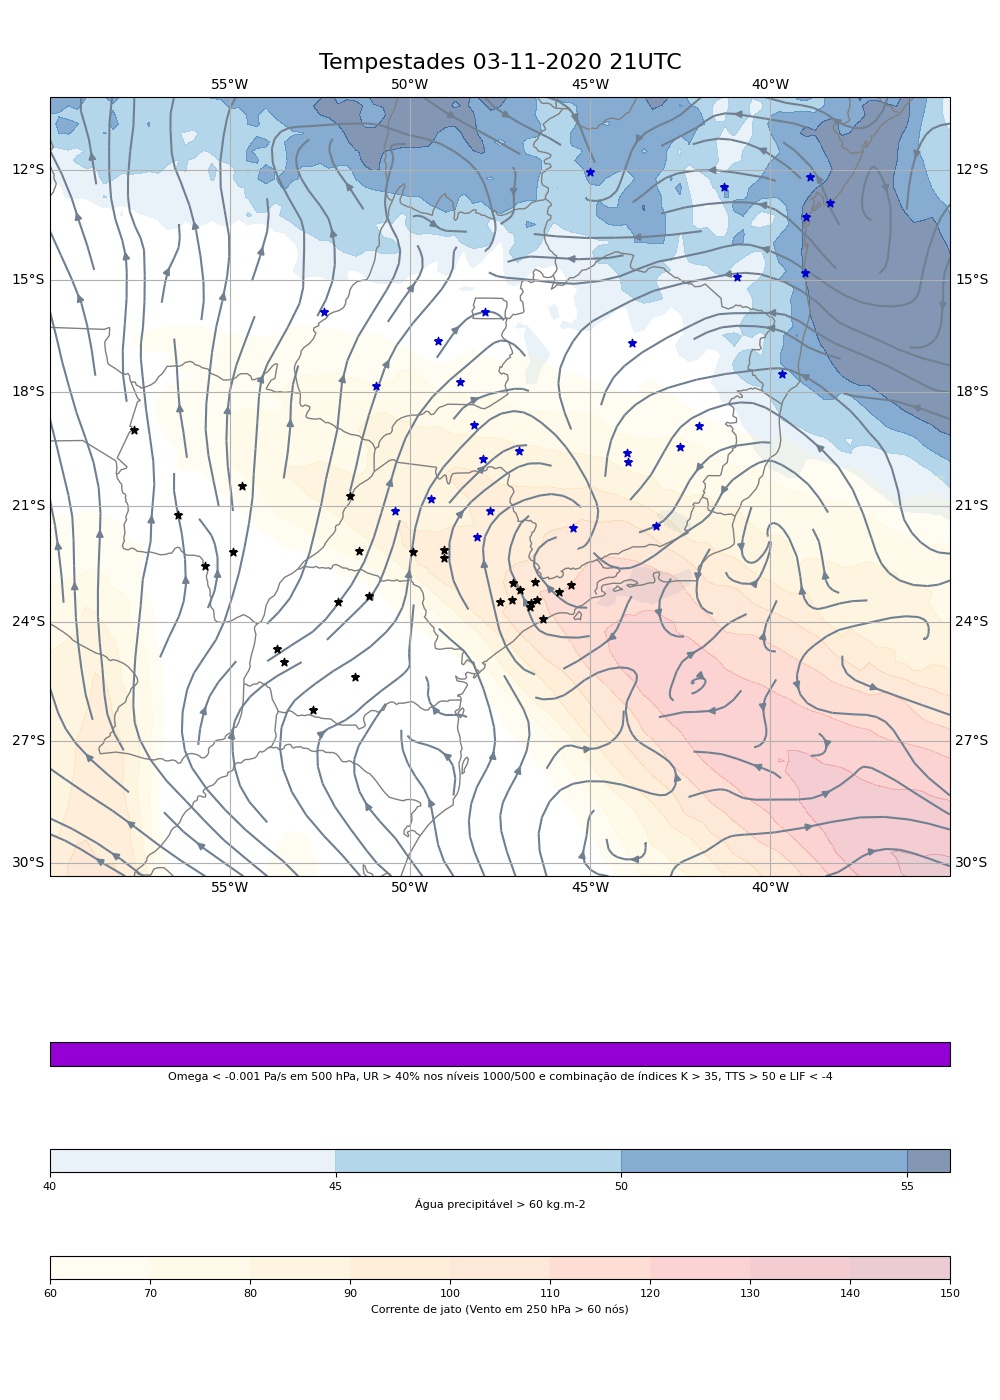 Tempestades 03-11-2020 21UTC
55°W 50°W 45°W 40°W
12°S 12°S
15°S 15°S
18°S 18°S
21°S 21°S
24°S 24°S
27°S 27°S
30°S 30°S
55°W 50°W 45°W 40°W
Omega < -0.001 Pa/s em 500 hPa, UR > 40% nos níveis 1000/500 e combinação de índices K > 35, TTS > 50 e LIF < -4
40 45 50 55
Água precipitável > 60 kg.m-2
60 70 80 90 100 110 120 130 140 150
Corrente de jato (Vento em 250 hPa > 60 nós)